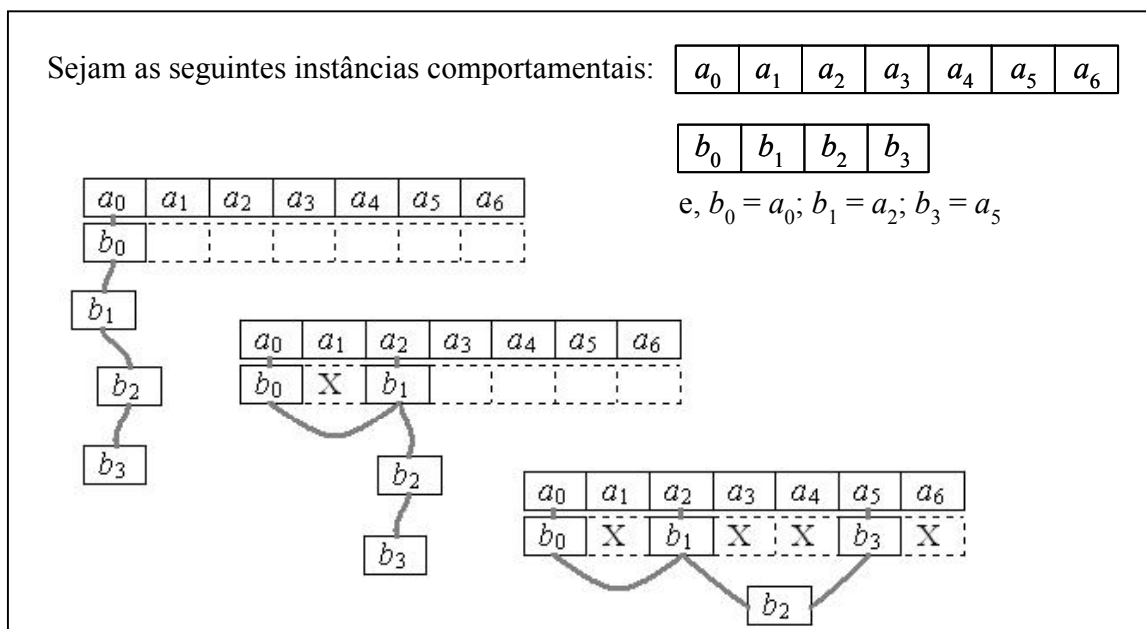 Sejam as seguintes instâncias comportamentais:
a₀ a₁ a₂ a₃ a₄ a₅ a₆
b₀ b₁ b₂ b₃
e, b₀ = a₀; b₁ = a₂; b₃ = a₅
a₀ a₁ a₂ a₃ a₄ a₅ a₆
b₀
b₁
b₂
b₃
a₀ a₁ a₂ a₃ a₄ a₅ a₆
b₀ X b₁
b₂
b₃
a₀ a₁ a₂ a₃ a₄ a₅ a₆
b₀ X b₁ X X b₃ X
b₂